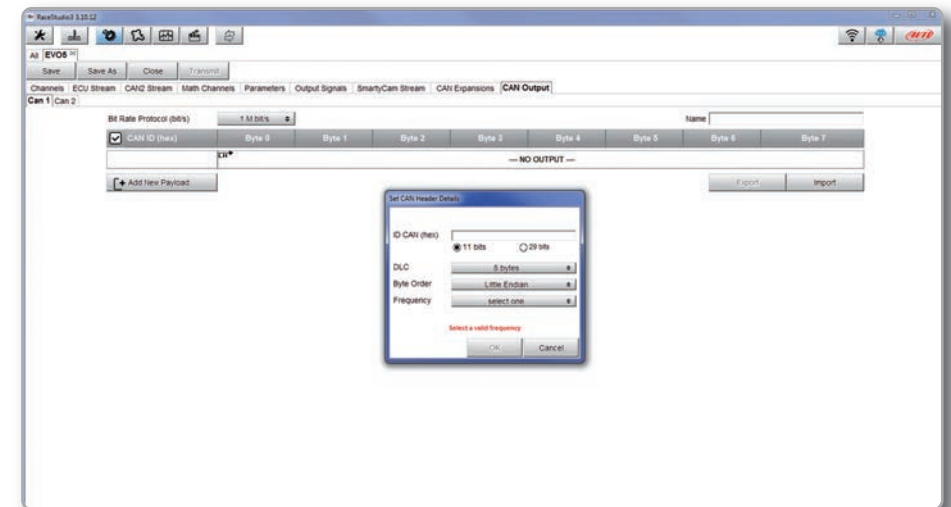 RaceStudio3 3.10.12
AiM
All EVO5
Save Save As Close Transmit
Channels ECU Stream CAN2 Stream Math Channels Parameters Output Signals SmartyCam Stream CAN Expansions CAN Output
Can 1 Can 2
Bit Rate Protocol (bit/s) 1 M bit/s Name
CAN ID (hex) Byte 0 Byte 1 Byte 2 Byte 3 Byte 4 Byte 5 Byte 6 Byte 7
--- NO OUTPUT ---
Add New Payload Export Import
Set CAN Header Details
ID CAN (hex)
11 bits 29 bits
DLC 8 bytes
Byte Order Little Endian
Frequency select one
Select a valid frequency
OK Cancel